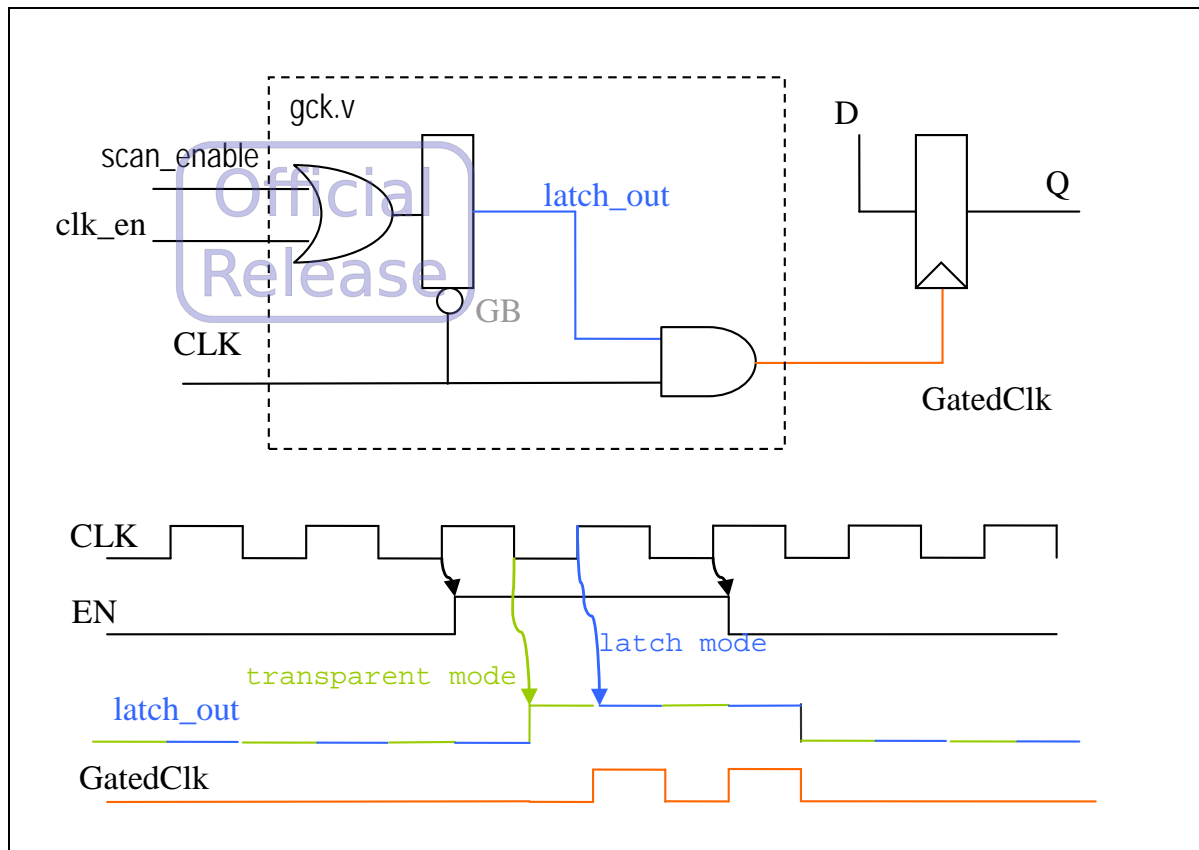 gck.v
D
scan_enable
Official
latch_out
Q
clk_en
Release
GB
CLK
GatedClk
CLK
EN
latch mode
transparent mode
latch_out
GatedClk